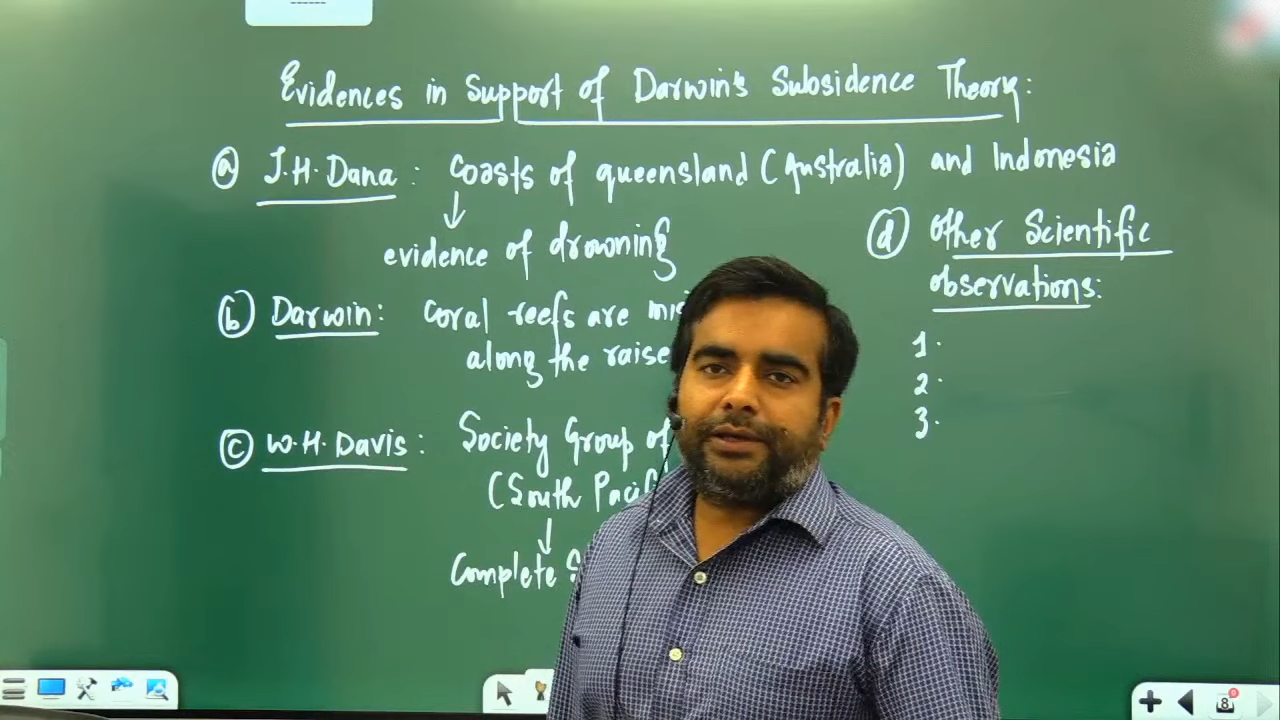 Evidences in Support of Darwin's Subsidence Theory:
(a) J.H. Dana: coasts of queensland (Australia) and Indonesia
↓
evidence of drowning
(b) Darwin: coral reefs are
along the raise
(c) W.H. Davis: Society Group of
(South
↓
Complete
(d) other Scientific
observations:
1.
2.
3.
8